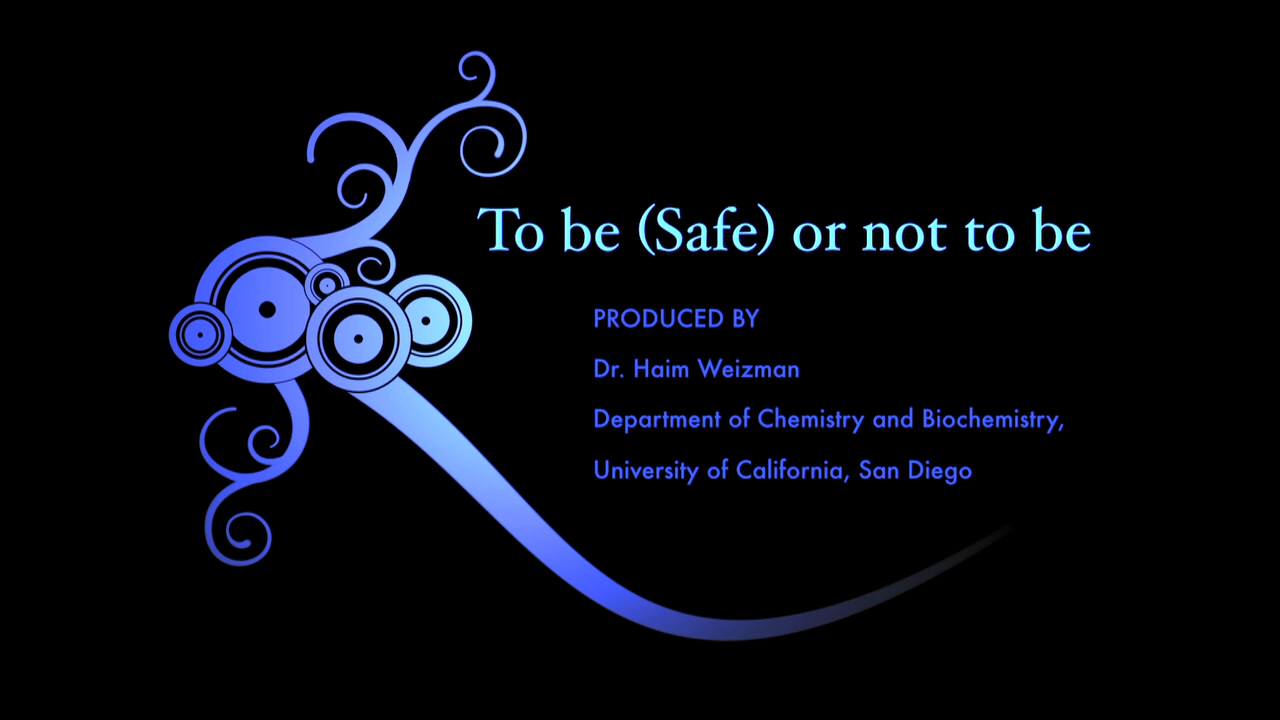 To be (Safe) or not to be
PRODUCED BY
Dr. Haim Weizman
Department of Chemistry and Biochemistry,
University of California, San Diego